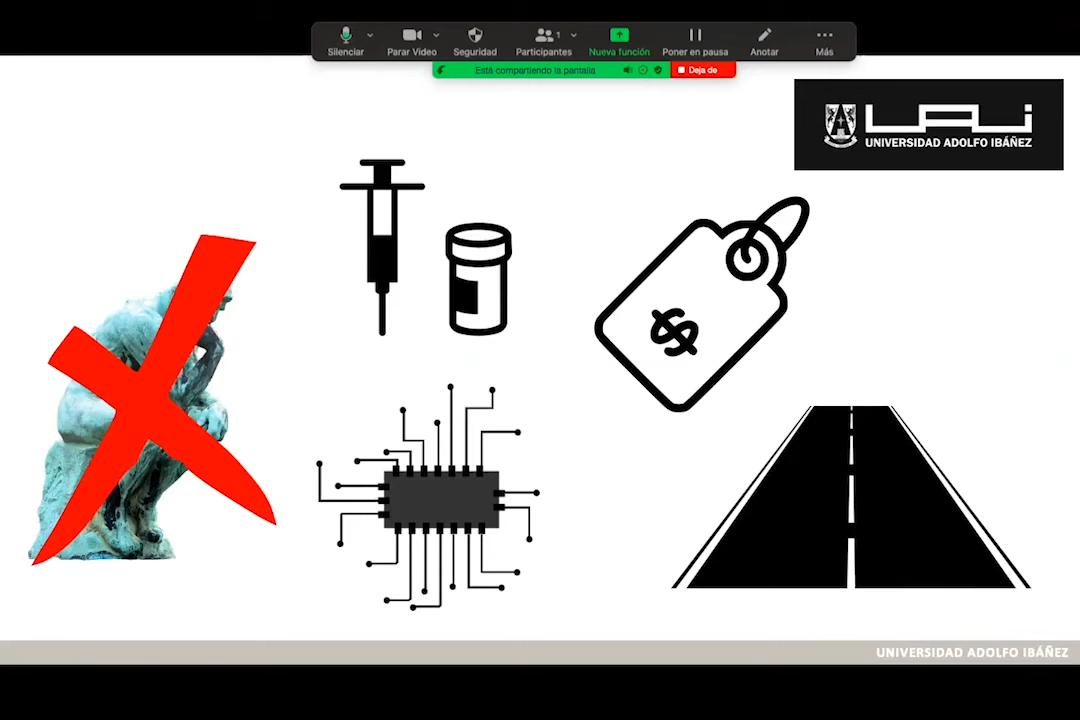 Silenciar
Parar Video
Seguridad
1
Participantes
Nueva función
Poner en pausa
Anotar
Más
Está compartiendo la pantalla
Deja de
UAI
UNIVERSIDAD ADOLFO IBÁÑEZ
$
UNIVERSIDAD ADOLFO IBÁÑEZ